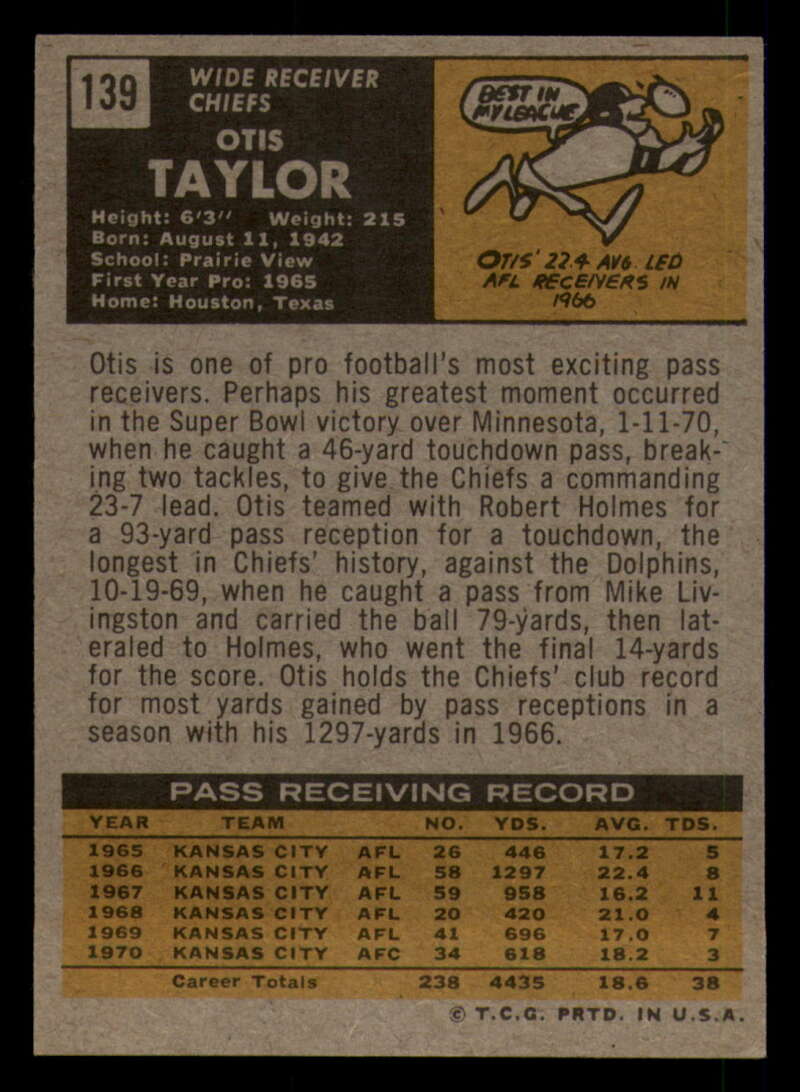 139
WIDE RECEIVER
CHIEFS
OTIS
TAYLOR
Height: 6'3" Weight: 215
Born: August 11, 1942
School: Prairie View
First Year Pro: 1965
Home: Houston, Texas
BEST IN
MY LEAGUE
OTIS' 22.4 AVG. LED
AFL RECEIVERS IN
1966
Otis is one of pro football's most exciting pass
receivers. Perhaps his greatest moment occurred
in the Super Bowl victory over Minnesota, 1-11-70,
when he caught a 46-yard touchdown pass, break-
ing two tackles, to give the Chiefs a commanding
23-7 lead. Otis teamed with Robert Holmes for
a 93-yard pass reception for a touchdown, the
longest in Chiefs' history, against the Dolphins,
10-19-69, when he caught a pass from Mike Liv-
ingston and carried the ball 79-yards, then lat-
eraled to Holmes, who went the final 14-yards
for the score. Otis holds the Chiefs' club record
for most yards gained by pass receptions in a
season with his 1297-yards in 1966.
PASS RECEIVING RECORD
YEAR TEAM NO. YDS. AVG. TDS.
1965 KANSAS CITY AFL 26 446 17.2 5
1966 KANSAS CITY AFL 58 1297 22.4 8
1967 KANSAS CITY AFL 59 958 16.2 11
1968 KANSAS CITY AFL 20 420 21.0 4
1969 KANSAS CITY AFL 41 696 17.0 7
1970 KANSAS CITY AFC 34 618 18.2 3
Career Totals 238 4435 18.6 38
© T.C.G. PRTD. IN U.S.A.